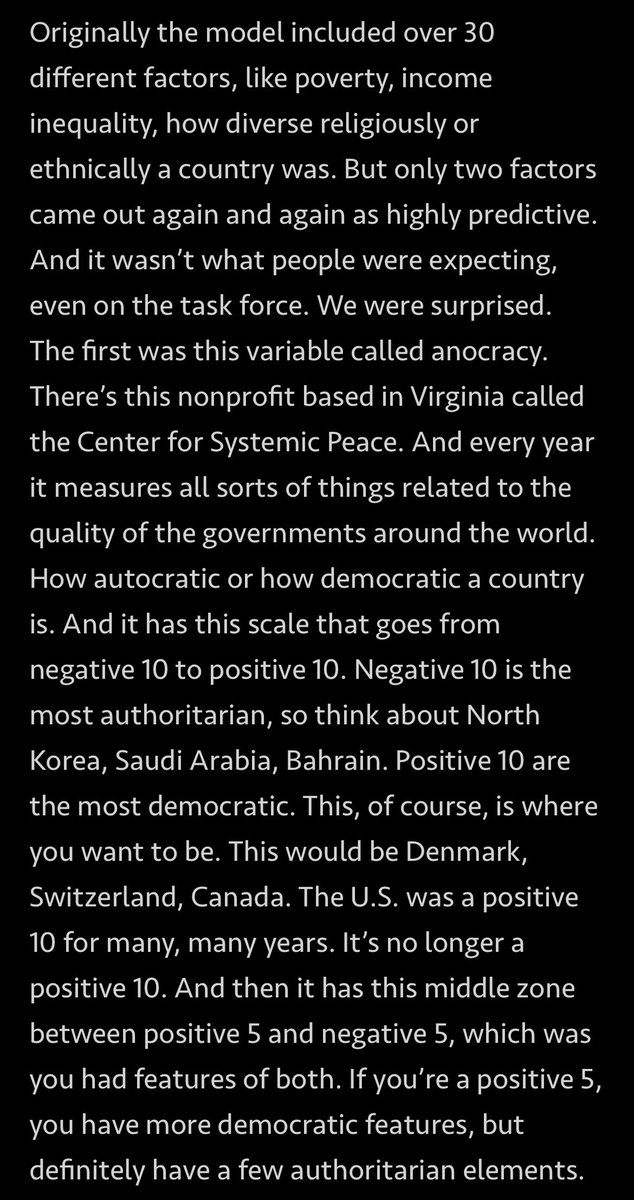 Originally the model included over 30
different factors, like poverty, income
inequality, how diverse religiously or
ethnically a country was. But only two factors
came out again and again as highly predictive.
And it wasn’t what people were expecting,
even on the task force. We were surprised.
The first was this variable called anocracy.
There’s this nonprofit based in Virginia called
the Center for Systemic Peace. And every year
it measures all sorts of things related to the
quality of the governments around the world.
How autocratic or how democratic a country
is. And it has this scale that goes from
negative 10 to positive 10. Negative 10 is the
most authoritarian, so think about North
Korea, Saudi Arabia, Bahrain. Positive 10 are
the most democratic. This, of course, is where
you want to be. This would be Denmark,
Switzerland, Canada. The U.S. was a positive
10 for many, many years. It’s no longer a
positive 10. And then it has this middle zone
between positive 5 and negative 5, which was
you had features of both. If you’re a positive 5,
you have more democratic features, but
definitely have a few authoritarian elements.